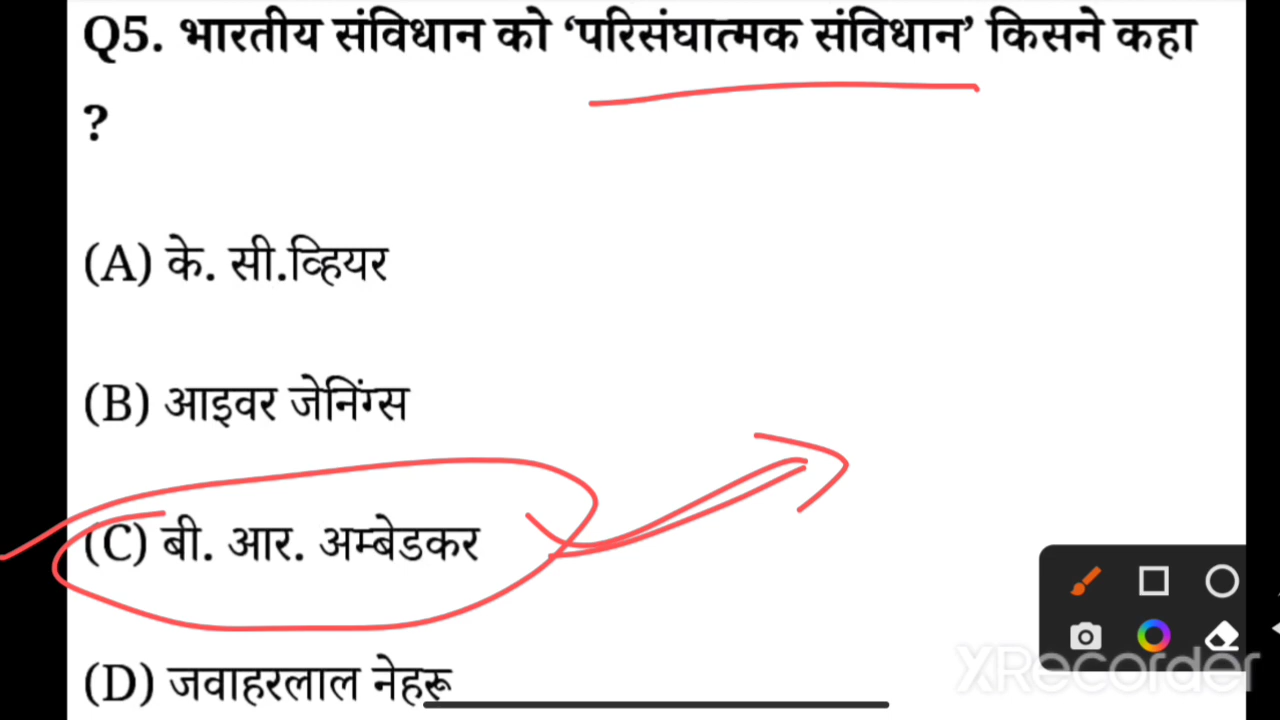 Q5. भारतीय संविधान को ‘परिसंघात्मक संविधान’ किसने कहा
?
(A) के. सी.व्हियर
(B) आइवर जेनिंग्स
(C) बी. आर. अम्बेडकर
(D) जवाहरलाल नेहरू
XRecorder